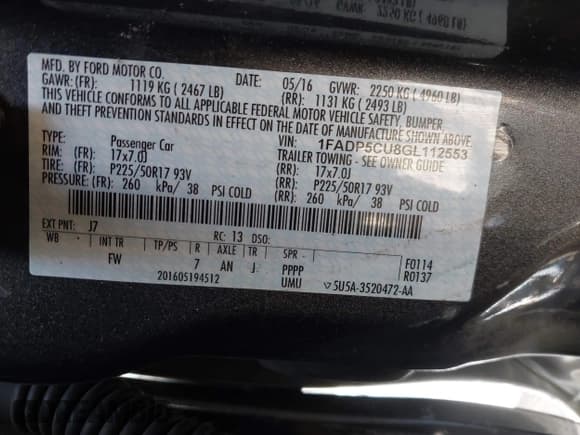 MFD. BY FORD MOTOR CO.
DATE: 05/16 GVWR: 2250 KG ( 4960 LB)
GAWR: (FR): 1119 KG ( 2467 LB) (RR): 1131 KG ( 2493 LB)
THIS VEHICLE CONFORMS TO ALL APPLICABLE FEDERAL MOTOR VEHICLE SAFETY, BUMPER,
AND THEFT PREVENTION STANDARDS IN EFFECT ON THE DATE OF MANUFACTURE SHOWN ABOVE.
VIN: 1FADP5CU8GL112553
TYPE: Passenger Car TRAILER TOWING - SEE OWNER GUIDE
RIM: (FR) 17x7.0J (RR): 17x7.0J
TIRE: (FR) P225/50R17 93V (RR): P225/50R17 93V
PRESSURE: (FR) 260 kPa/ 38 PSI COLD (RR): 260 kPa/ 38 PSI COLD
EXT PNT: J7 RC: 13 DSO:
WB INT TR TP/PS R AXLE TR SPR F0114
FW 7 AN J PPPP R0137
201605194512 UMU 5U5A-3520472-AA